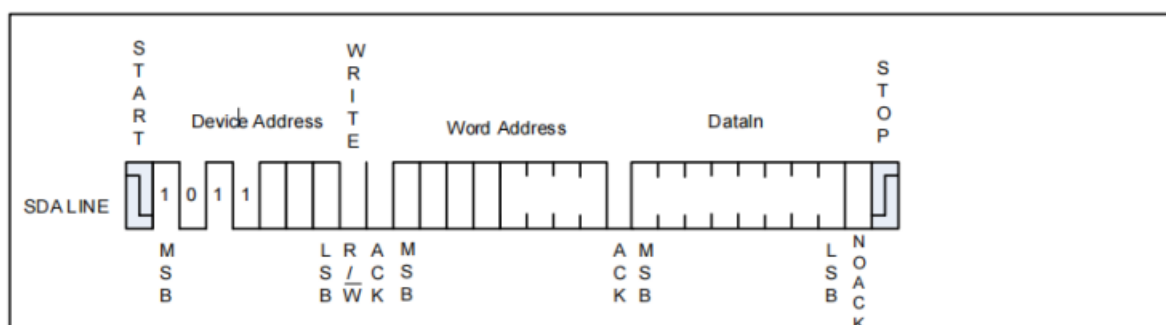 START
WRITE
STOP
Device Address
Word Address
DataIn
SDA LINE
1 0 1 1
MSB
LSB
R/W
ACK
MSB
ACK
MSB
LSB
NOACK